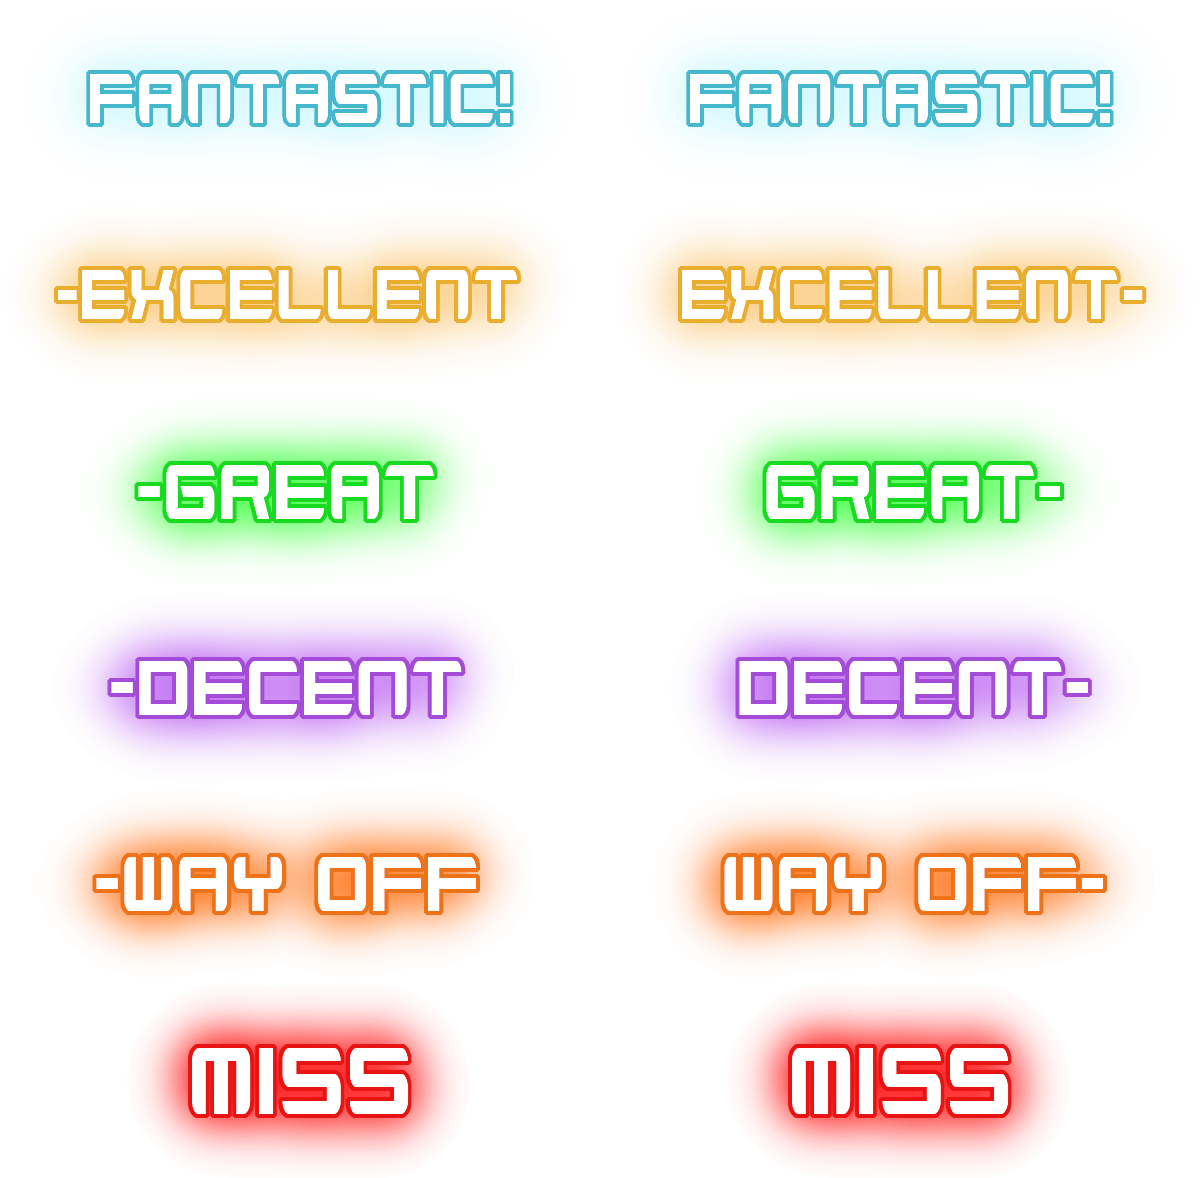 FANTASTIC! FANTASTIC!
-EXCELLENT EXCELLENT-
-GREAT GREAT-
-DECENT DECENT-
-WAY OFF WAY OFF-
MISS MISS